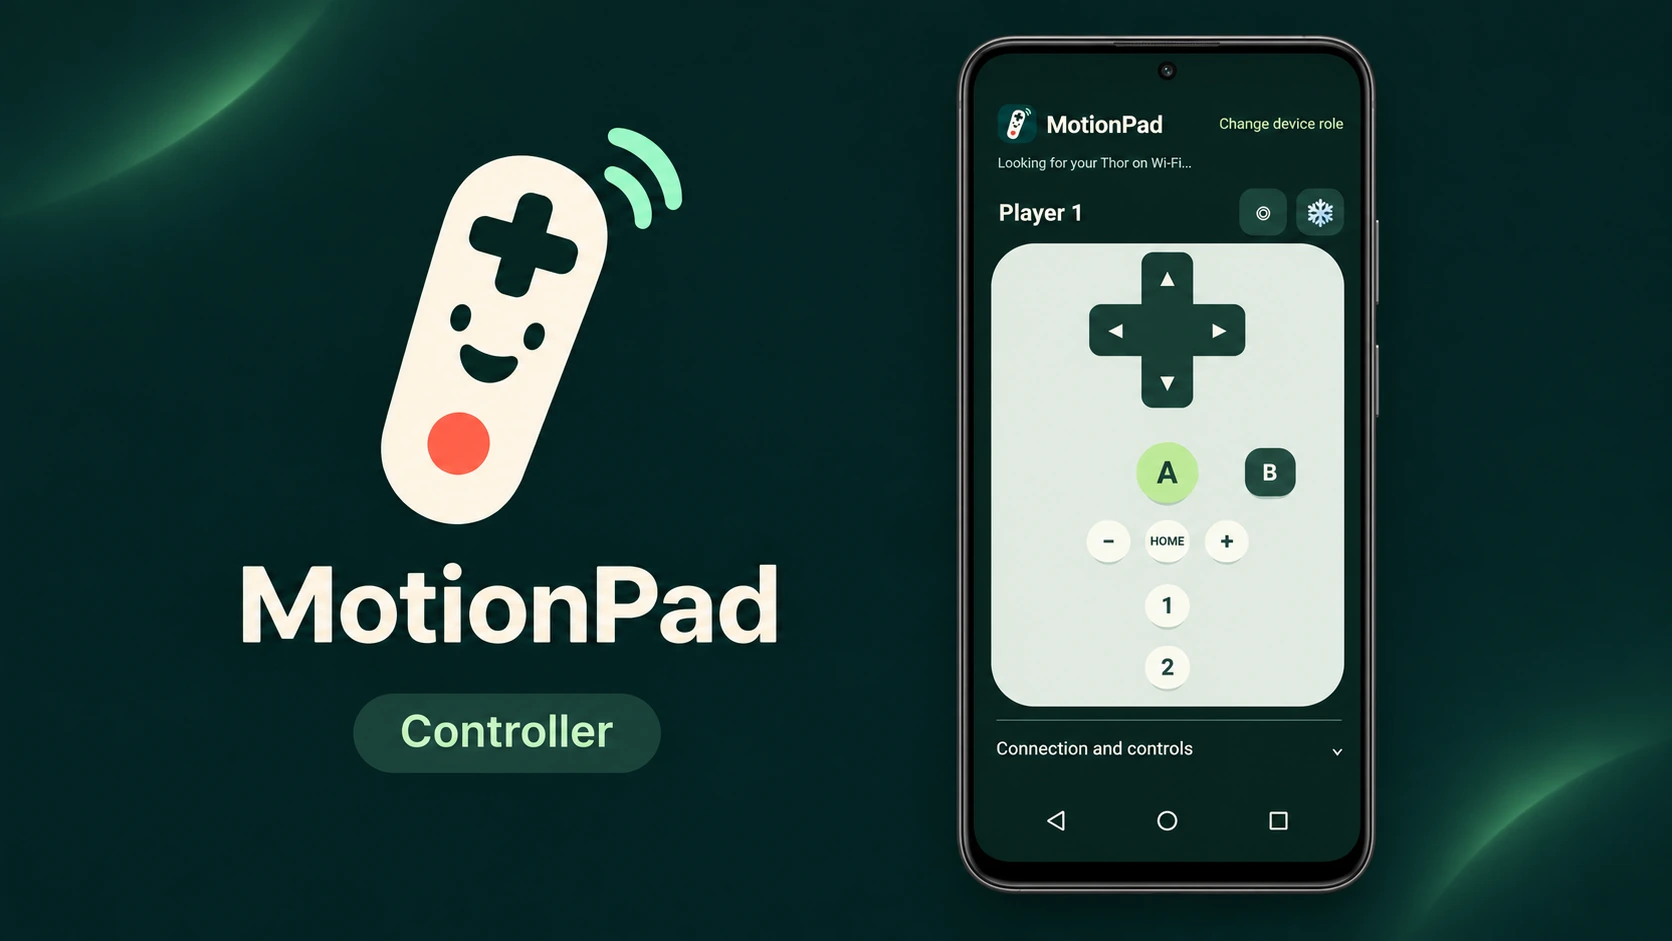 MotionPad
Controller
MotionPad
Change device role
Looking for your Thor on Wi-Fi...
Player 1
A
B
-
HOME
+
1
2
Connection and controls